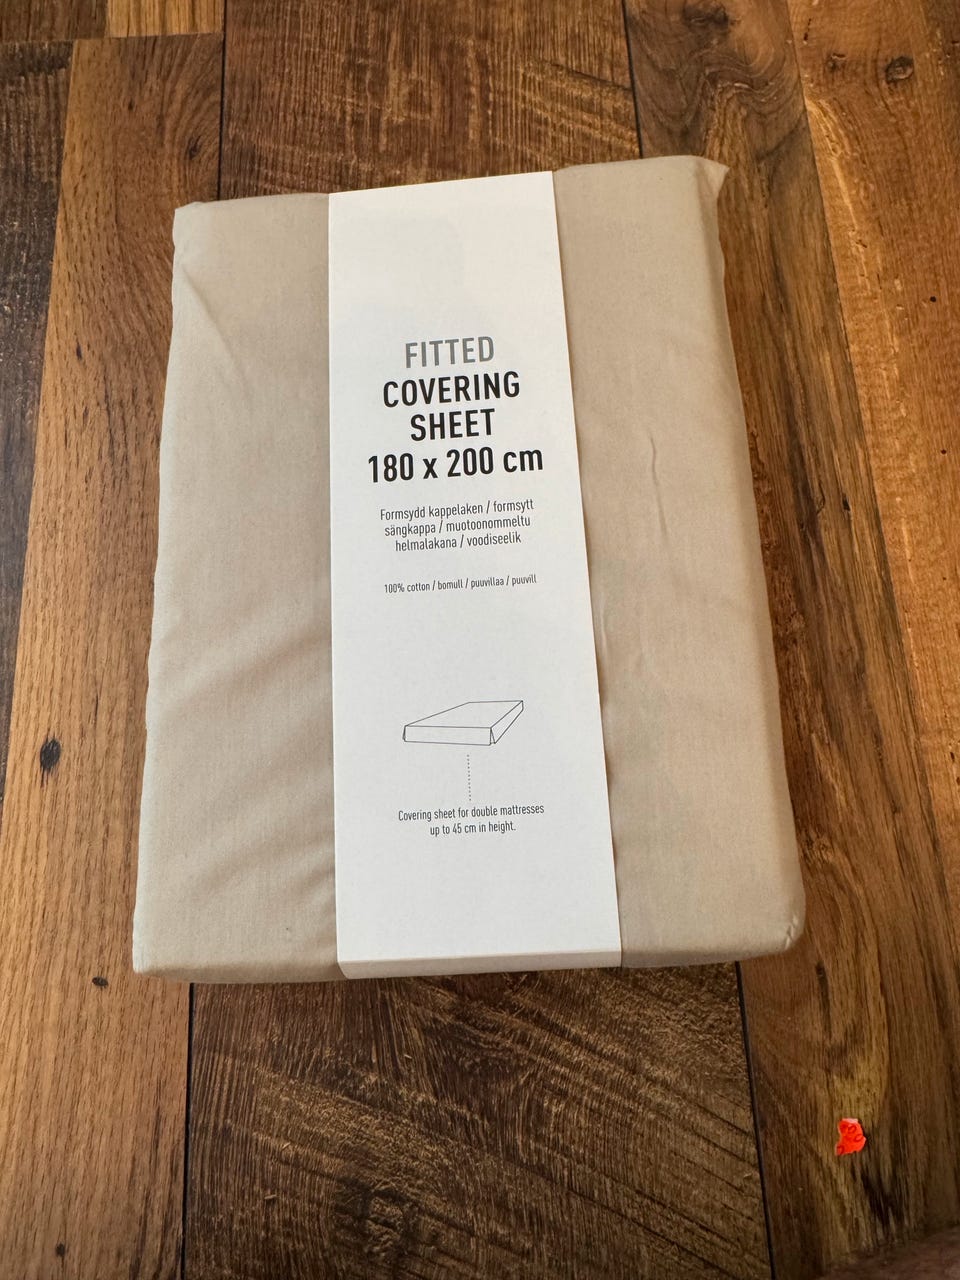 FITTED
COVERING
SHEET
180 x 200 cm
Formsydd kappelaken / formsytt
sängkappa / muotoonommeltu
helmalakana / voodiseelik
100% cotton / bomull / puuvillaa / puuvill
Covering sheet for double mattresses
up to 45 cm in height.